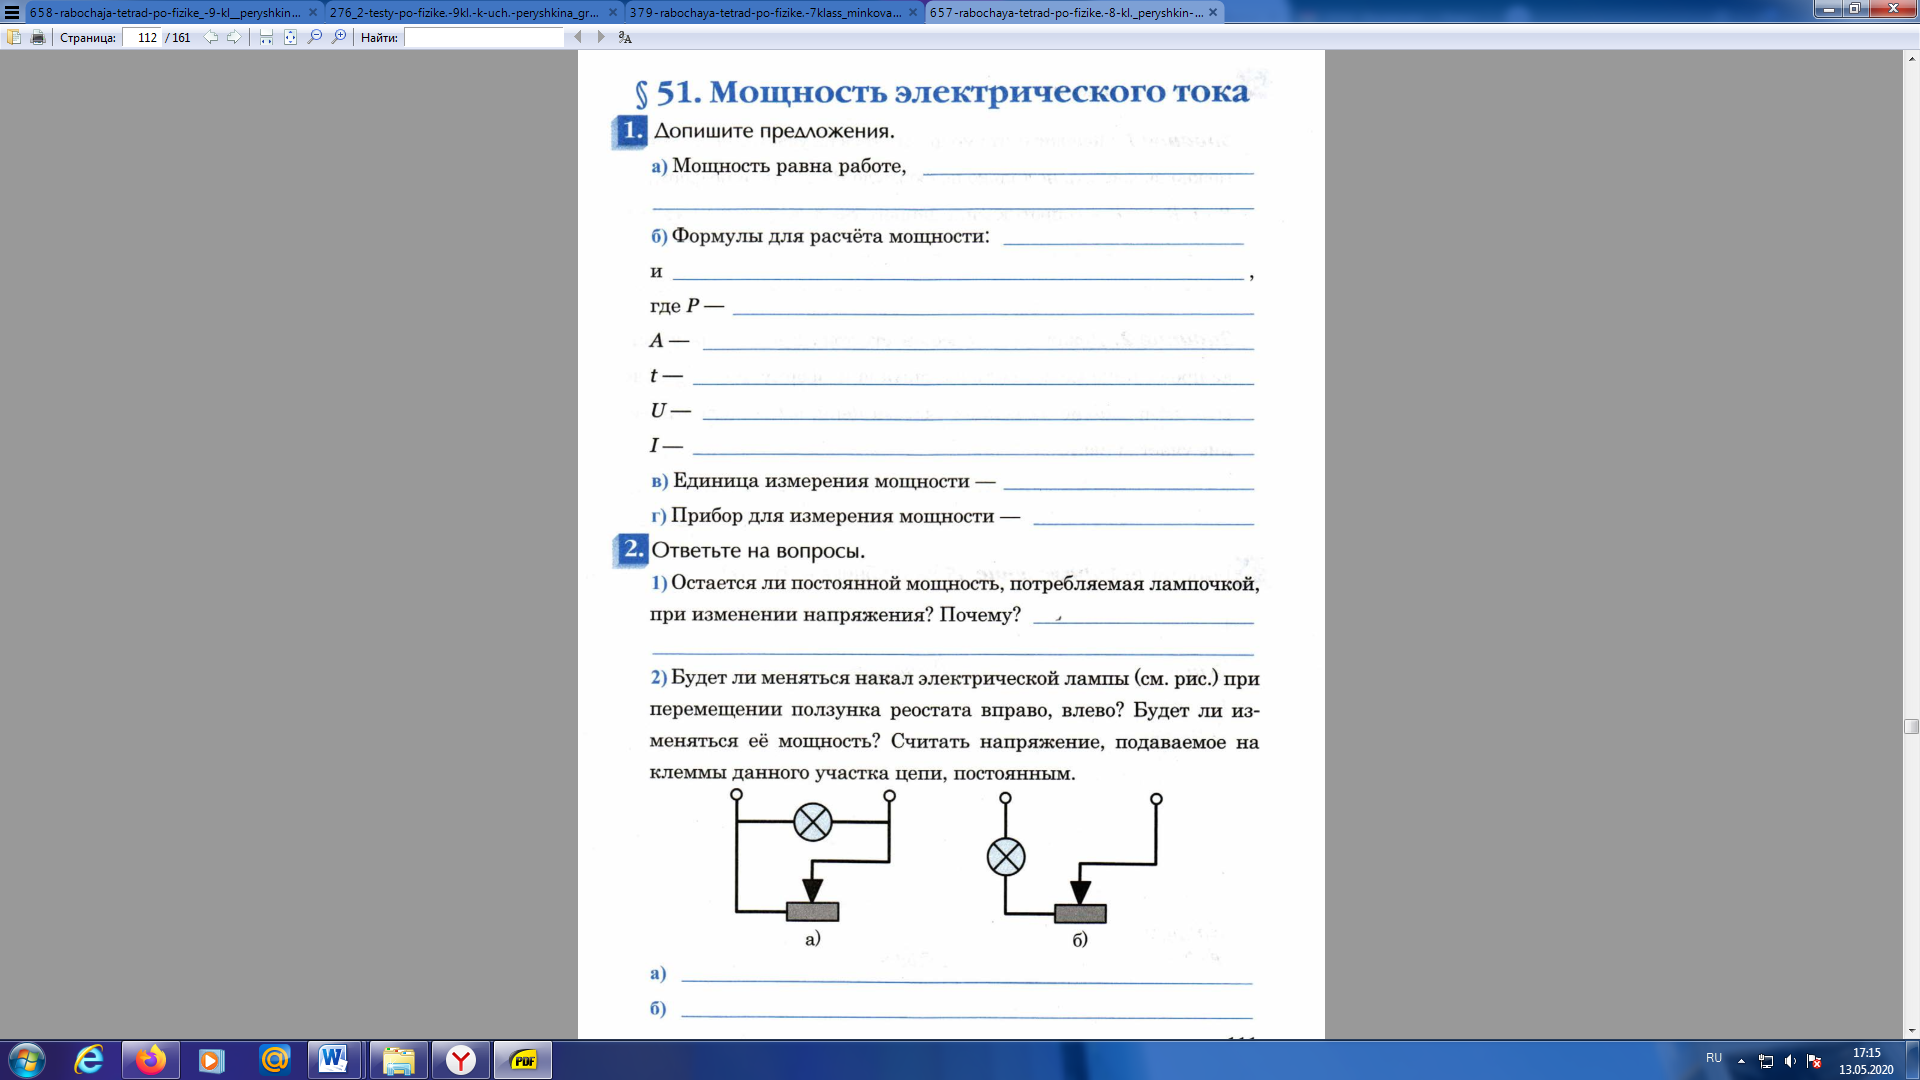 658-rabochaja-tetrad-po-fizike_-9-kl__peryshkin...
276_2-testy-po-fizike.-9kl.-k-uch.-peryshkina_gr...
379-rabochaya-tetrad-po-fizike.-7klass_minkova...
657-rabochaya-tetrad-po-fizike.-8-kl._peryshkin-...
Страница: 112 / 161 Найти:
§ 51. Мощность электрического тока
1. Допишите предложения.
а) Мощность равна работе,
б) Формулы для расчёта мощности:
и ,
где P —
A —
t —
U —
I —
в) Единица измерения мощности —
г) Прибор для измерения мощности —
2. Ответьте на вопросы.
1) Остается ли постоянной мощность, потребляемая лампочкой,
при изменении напряжения? Почему?
2) Будет ли меняться накал электрической лампы (см. рис.) при
перемещении ползунка реостата вправо, влево? Будет ли из-
меняться её мощность? Считать напряжение, подаваемое на
клеммы данного участка цепи, постоянным.
а) б)
а)
б)
PDF
RU
17:15
13.05.2020